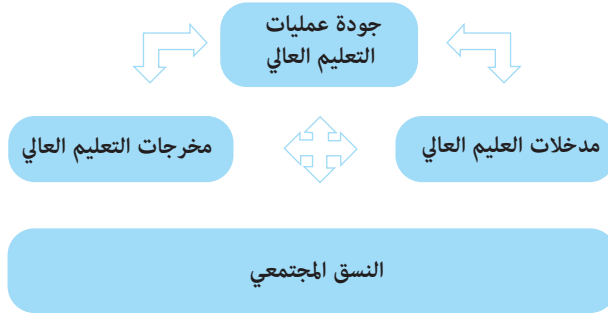 جودة عمليات
التعليم العالي
مدخلات العليم العالي
مخرجات التعليم العالي
النسق المجتمعي